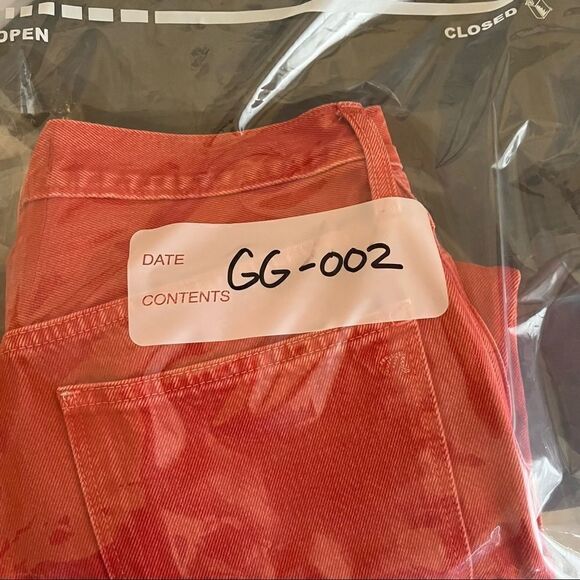 OPEN
CLOSED
DATE GG-002
CONTENTS